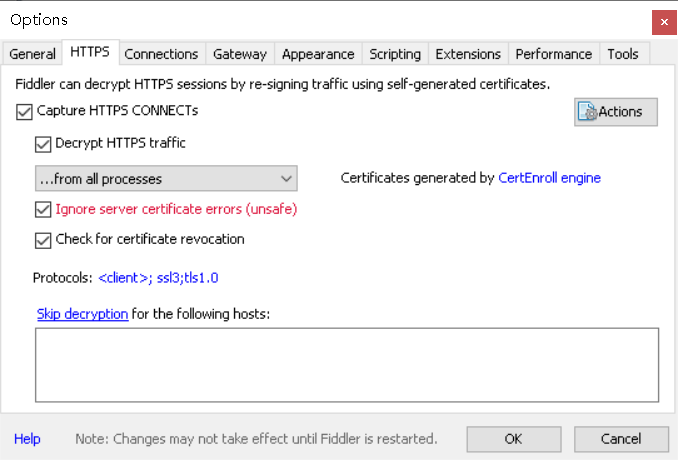 Options
General HTTPS Connections Gateway Appearance Scripting Extensions Performance Tools
Fiddler can decrypt HTTPS sessions by re-signing traffic using self-generated certificates.
Capture HTTPS CONNECTs
Actions
Decrypt HTTPS traffic
...from all processes
Certificates generated by CertEnroll engine
Ignore server certificate errors (unsafe)
Check for certificate revocation
Protocols: <client>; ssl3;tls1.0
Skip decryption for the following hosts:
Help
Note: Changes may not take effect until Fiddler is restarted.
OK
Cancel